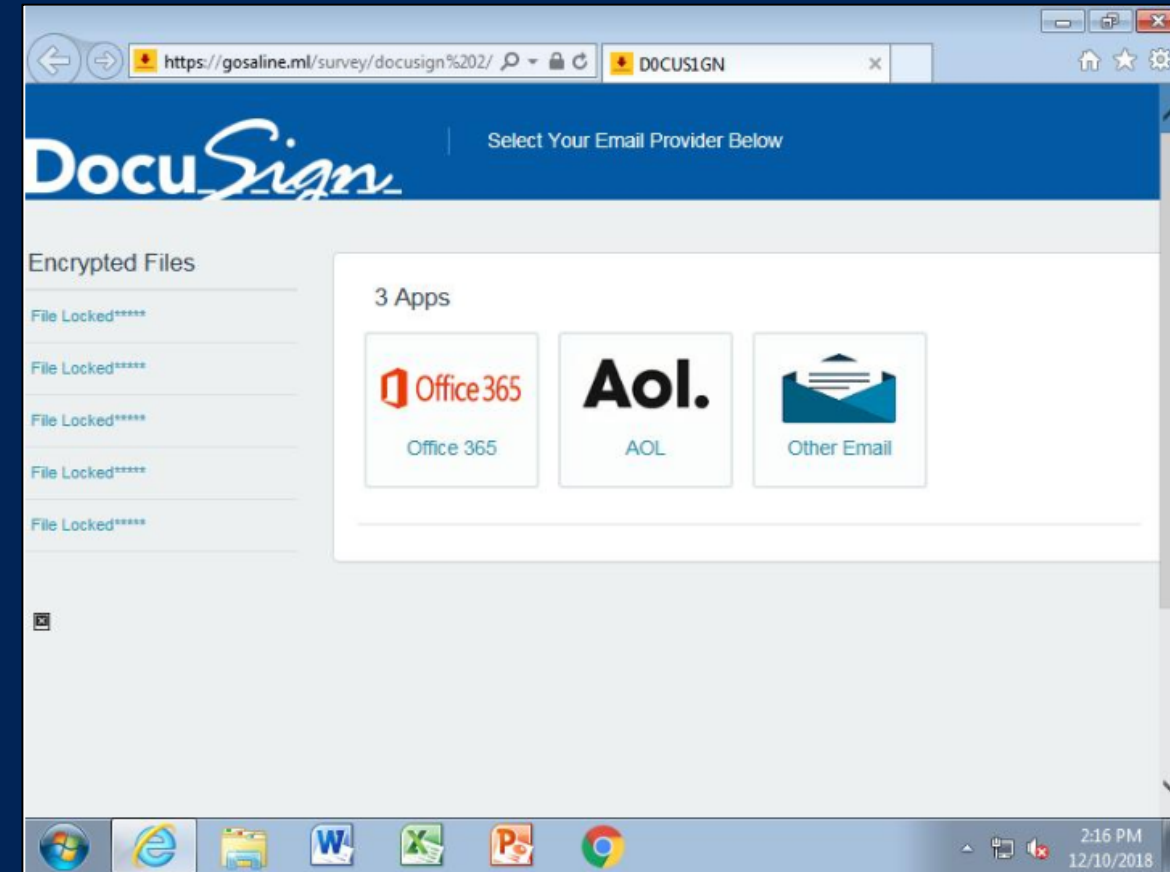 https://gosaline.ml/survey/docusign%202/
D0CUS1GN
DocuSign
Select Your Email Provider Below
Encrypted Files
File Locked*****
File Locked*****
File Locked*****
File Locked*****
File Locked*****
3 Apps
Office 365
Aol.
Office 365
AOL
Other Email
2:16 PM
12/10/2018